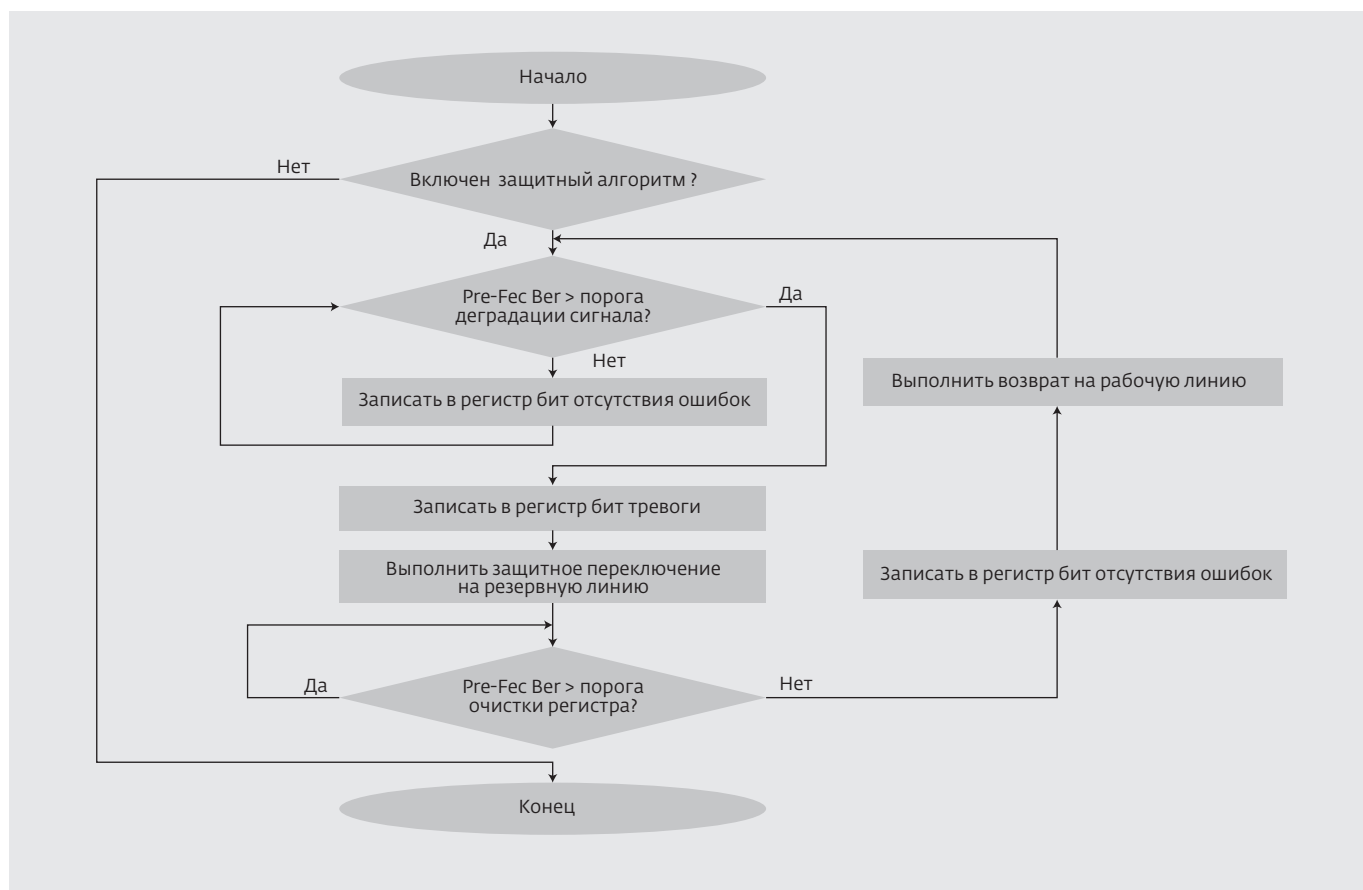 Начало
Нет
Включен защитный алгоритм ?
Да
Pre-Fec Ber > порога
деградации сигнала?
Да
Нет
Записать в регистр бит отсутствия ошибок
Выполнить возврат на рабочую линию
Записать в регистр бит тревоги
Выполнить защитное переключение
на резервную линию
Записать в регистр бит отсутствия ошибок
Да
Pre-Fec Ber > порога
очистки регистра?
Нет
Конец